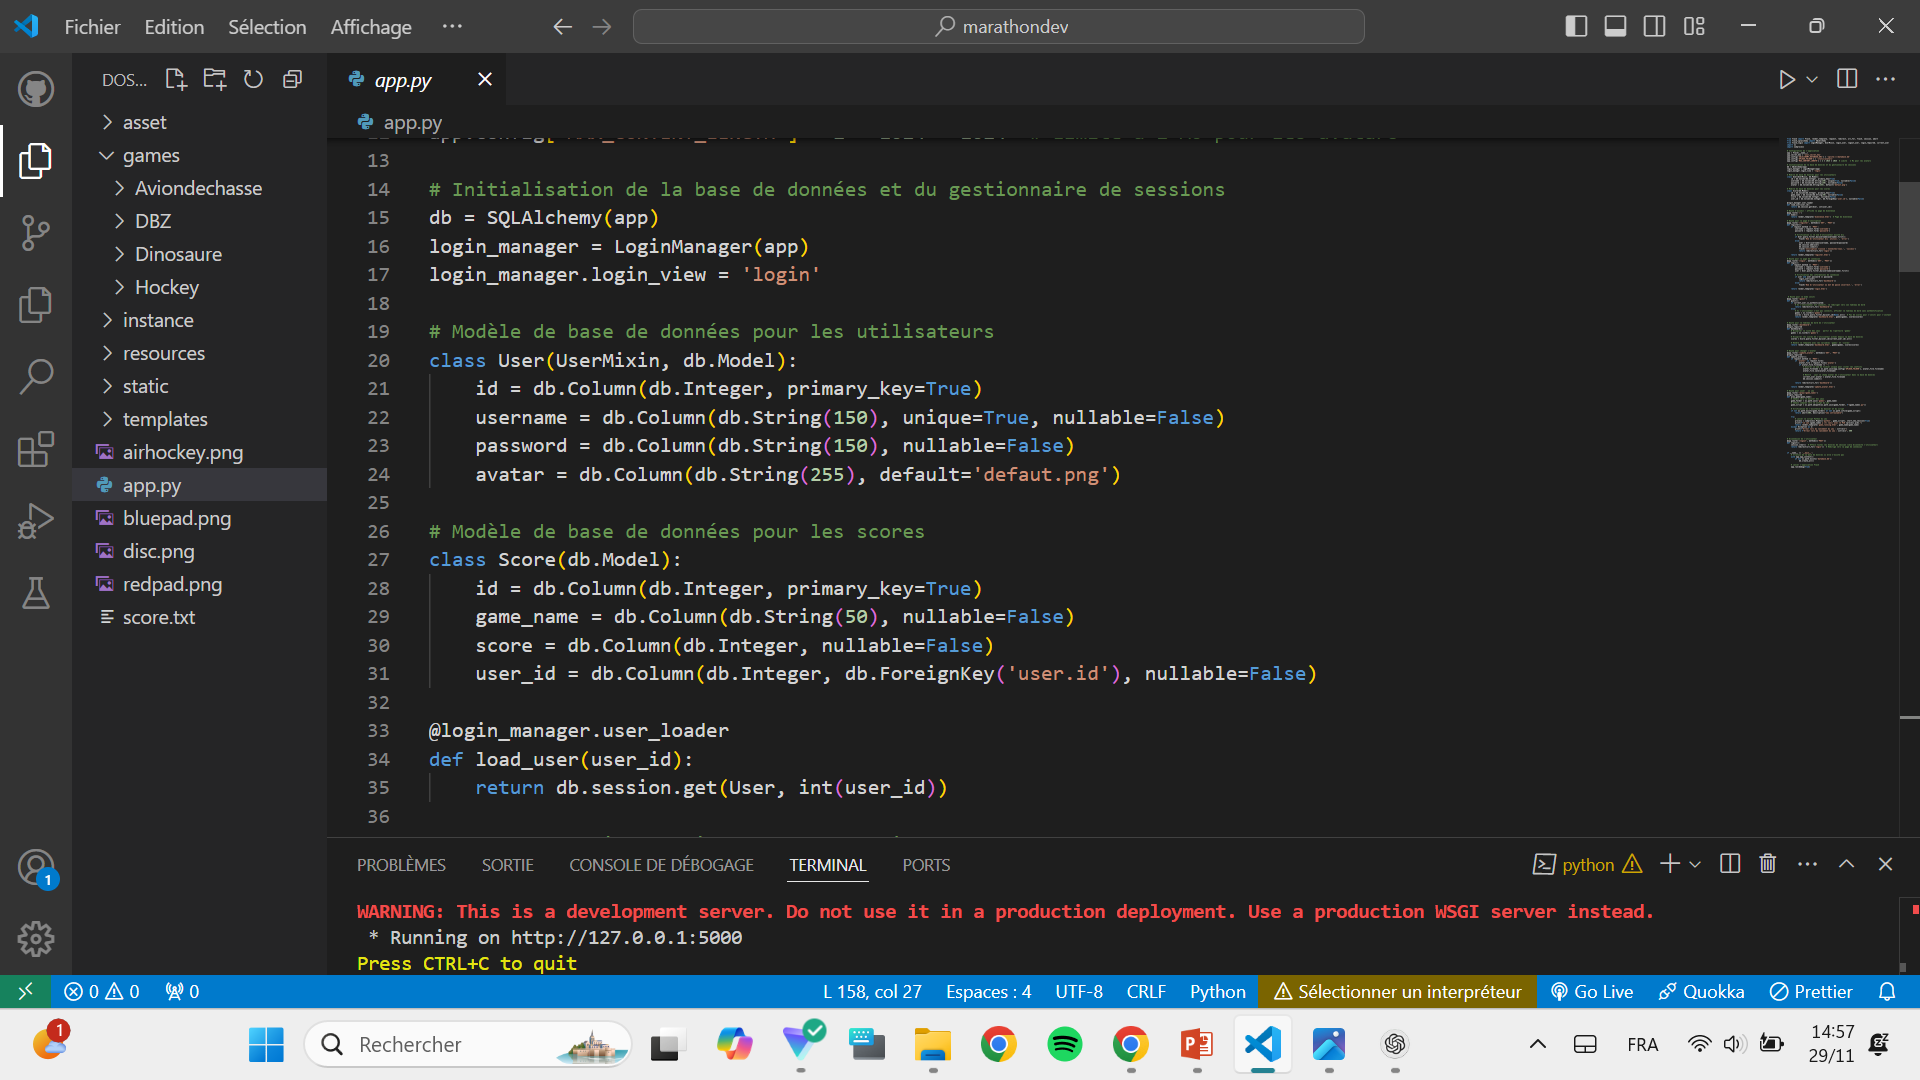 Fichier Edition Sélection Affichage ··· marathondev
DOS...
asset
games
Aviondechasse
DBZ
Dinosaure
Hockey
instance
resources
static
templates
airhockey.png
app.py
bluepad.png
disc.png
redpad.png
score.txt
app.py
app.py
13
14 # Initialisation de la base de données et du gestionnaire de sessions
15 db = SQLAlchemy(app)
16 login_manager = LoginManager(app)
17 login_manager.login_view = 'login'
18
19 # Modèle de base de données pour les utilisateurs
20 class User(UserMixin, db.Model):
21 id = db.Column(db.Integer, primary_key=True)
22 username = db.Column(db.String(150), unique=True, nullable=False)
23 password = db.Column(db.String(150), nullable=False)
24 avatar = db.Column(db.String(255), default='defaut.png')
25
26 # Modèle de base de données pour les scores
27 class Score(db.Model):
28 id = db.Column(db.Integer, primary_key=True)
29 game_name = db.Column(db.String(50), nullable=False)
30 score = db.Column(db.Integer, nullable=False)
31 user_id = db.Column(db.Integer, db.ForeignKey('user.id'), nullable=False)
32
33 @login_manager.user_loader
34 def load_user(user_id):
35 return db.session.get(User, int(user_id))
36
PROBLÈMES SORTIE CONSOLE DE DÉBOGAGE TERMINAL PORTS python
WARNING: This is a development server. Do not use it in a production deployment. Use a production WSGI server instead.
* Running on http://127.0.0.1:5000
Press CTRL+C to quit
1
0 0 0 L 158, col 27 Espaces : 4 UTF-8 CRLF Python Sélectionner un interpréteur Go Live Quokka Prettier
1 Rechercher FRA 14:57
29/11